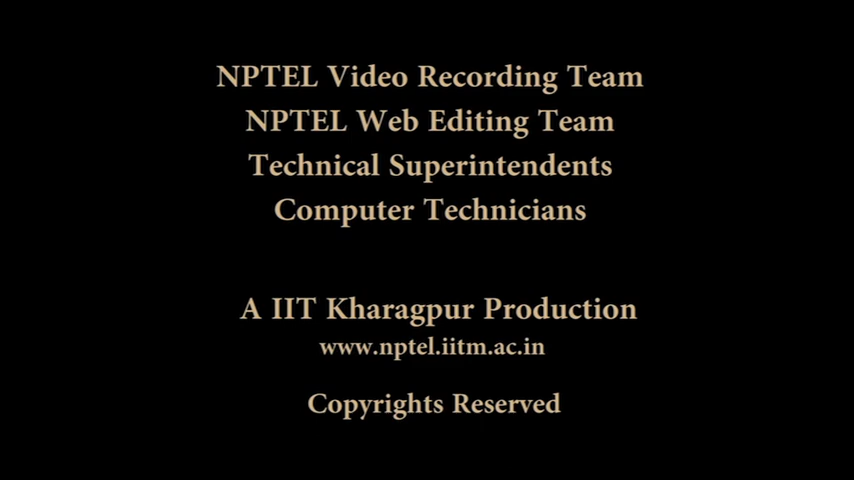 NPTEL Video Recording Team
NPTEL Web Editing Team
Technical Superintendents
Computer Technicians
A IIT Kharagpur Production
www.nptel.iitm.ac.in
Copyrights Reserved